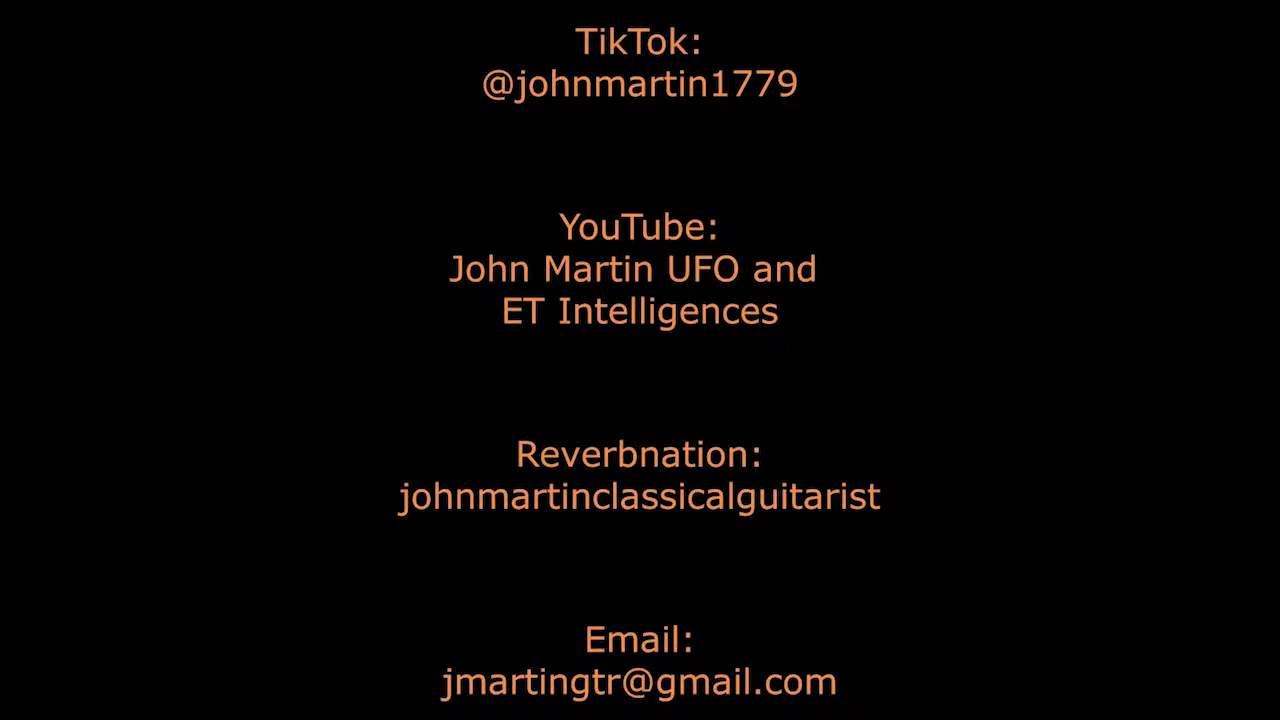 TikTok:
@johnmartin1779
YouTube:
John Martin UFO and
ET Intelligences
Reverbnation:
johnmartinclassicalguitarist
Email:
jmartingtr@gmail.com